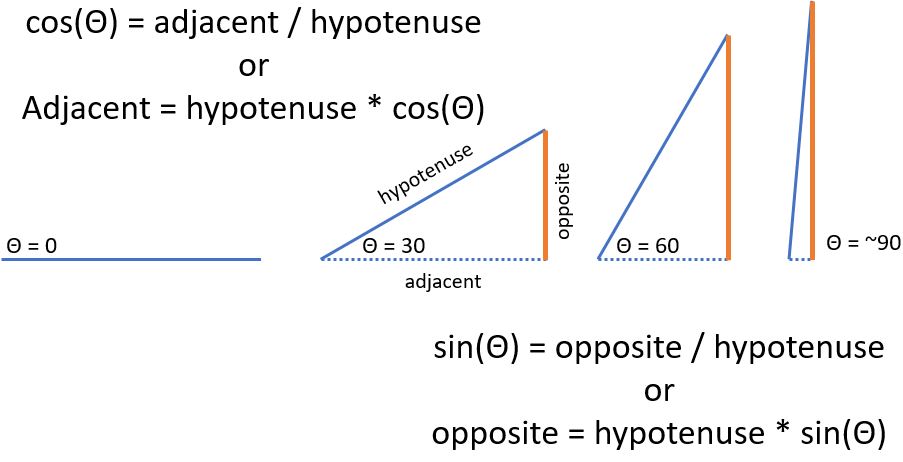 cos(Θ) = adjacent / hypotenuse
or
Adjacent = hypotenuse * cos(Θ)
hypotenuse
opposite
Θ = 0
Θ = 30
Θ = 60
Θ = ~90
adjacent
sin(Θ) = opposite / hypotenuse
or
opposite = hypotenuse * sin(Θ)